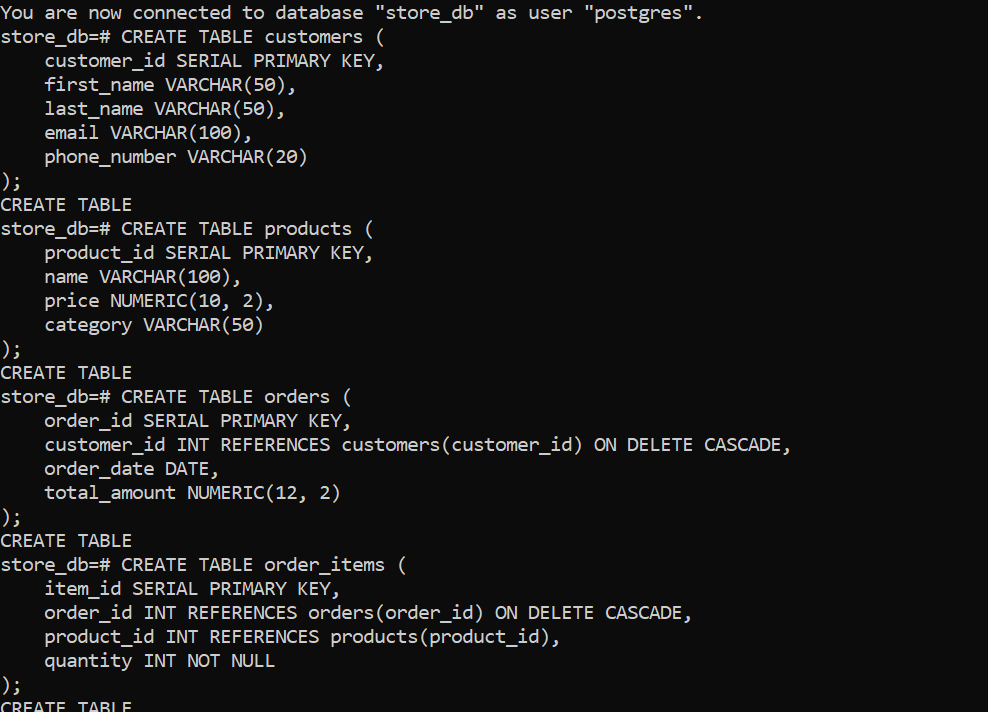 You are now connected to database "store_db" as user "postgres".
store_db=# CREATE TABLE customers (
    customer_id SERIAL PRIMARY KEY,
    first_name VARCHAR(50),
    last_name VARCHAR(50),
    email VARCHAR(100),
    phone_number VARCHAR(20)
);
CREATE TABLE
store_db=# CREATE TABLE products (
    product_id SERIAL PRIMARY KEY,
    name VARCHAR(100),
    price NUMERIC(10, 2),
    category VARCHAR(50)
);
CREATE TABLE
store_db=# CREATE TABLE orders (
    order_id SERIAL PRIMARY KEY,
    customer_id INT REFERENCES customers(customer_id) ON DELETE CASCADE,
    order_date DATE,
    total_amount NUMERIC(12, 2)
);
CREATE TABLE
store_db=# CREATE TABLE order_items (
    item_id SERIAL PRIMARY KEY,
    order_id INT REFERENCES orders(order_id) ON DELETE CASCADE,
    product_id INT REFERENCES products(product_id),
    quantity INT NOT NULL
);
CREATE TABLE